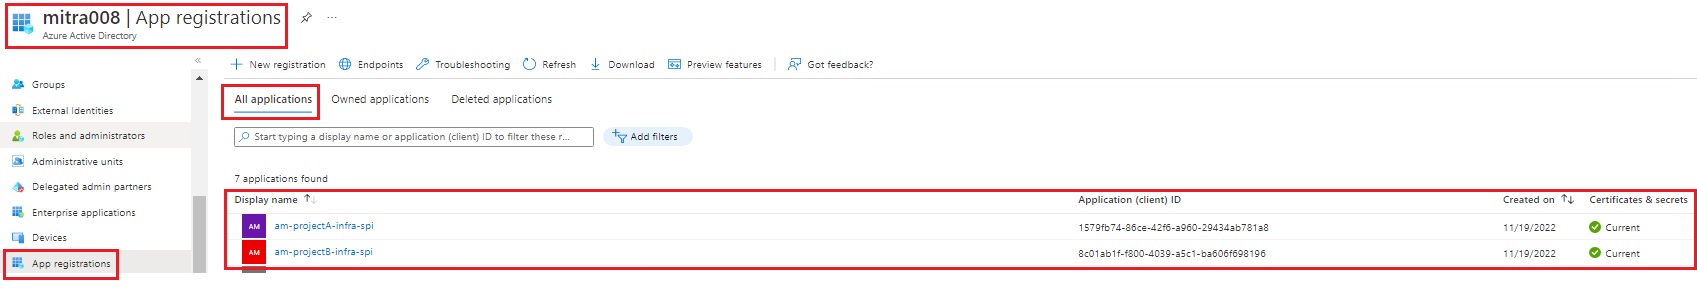 mitra008 | App registrations
Azure Active Directory
Groups
External Identities
Roles and administrators
Administrative units
Delegated admin partners
Enterprise applications
Devices
App registrations
New registration Endpoints Troubleshooting Refresh Download Preview features Got feedback?
All applications Owned applications Deleted applications
Start typing a display name or application (client) ID to filter these r... Add filters
7 applications found
Display name Application (client) ID Created on Certificates & secrets
AM am-projectA-infra-spi 1579fb74-86ce-42f6-a960-29434ab781a8 11/19/2022 Current
AM am-projectB-infra-spi 8c01ab1f-f800-4039-a5c1-ba606f698196 11/19/2022 Current